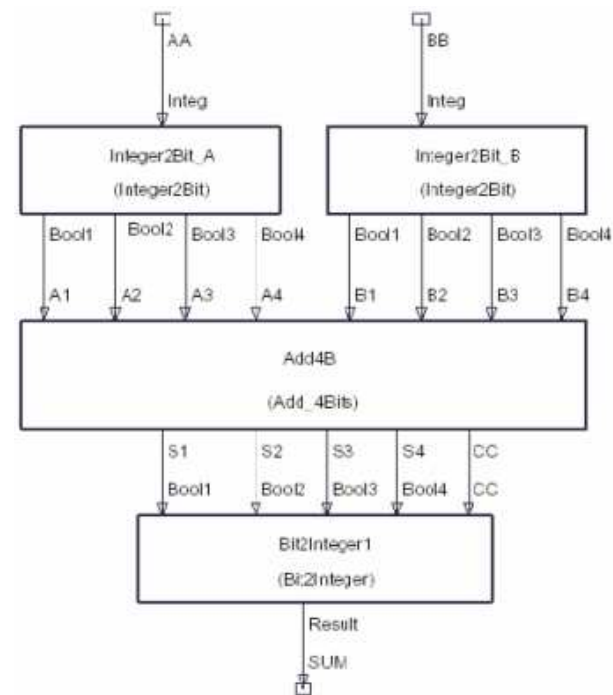 AA BB
Integ Integ
Integer2Bit_A Integer2Bit_B
(Integer2Bit) (Integer2Bit)
Bool1 Bool2 Bool3 Bool4 Bool1 Bool2 Bool3 Bool4
A1 A2 A3 A4 B1 B2 B3 B4
Add4B
(Add_4Bits)
S1 S2 S3 S4 CC
Bool1 Bool2 Bool3 Bool4 CC
Bit2Integer1
(Bit2Integer)
Result
SUM